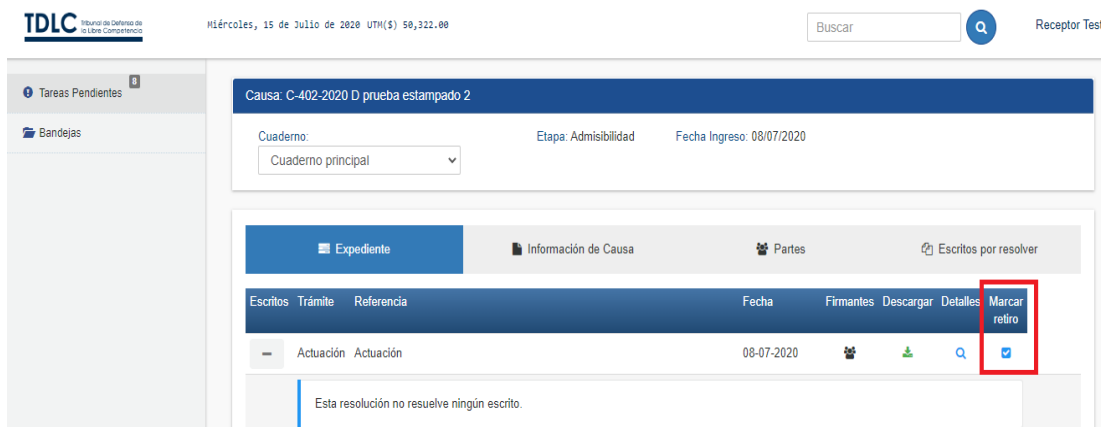 TDLC Tribunal de Defensa de la Libre Competencia
Miércoles, 15 de Julio de 2020 UTM($) 50,322.00
Buscar
Receptor Test
Tareas Pendientes 8
Bandejas
Causa: C-402-2020 D prueba estampado 2
Cuaderno: Etapa: Admisibilidad Fecha Ingreso: 08/07/2020
Cuaderno principal
Expediente Información de Causa Partes Escritos por resolver
Escritos Trámite Referencia Fecha Firmantes Descargar Detalles Marcar retiro
Actuación Actuación 08-07-2020
Esta resolución no resuelve ningún escrito.